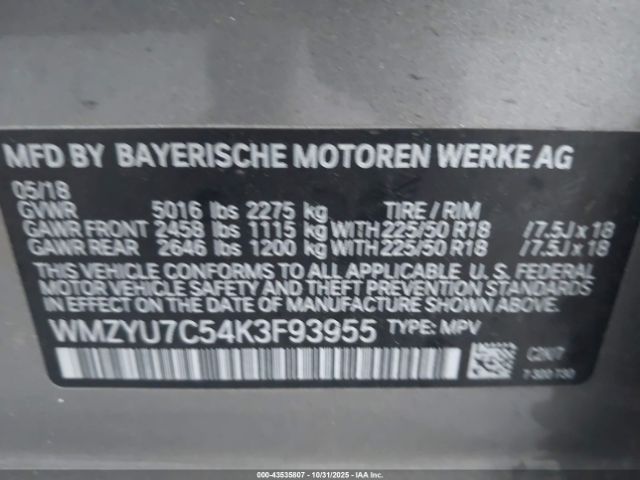 MFD BY BAYERISCHE MOTOREN WERKE AG
05/18
GVWR 5016 lbs 2275 kg TIRE / RIM
GAWR FRONT 2458 lbs 1115 kg WITH 225/50 R18 / 7.5J x 18
GAWR REAR 2646 lbs 1200 kg WITH 225/50 R18 / 7.5J x 18
THIS VEHICLE CONFORMS TO ALL APPLICABLE U. S. FEDERAL
MOTOR VEHICLE SAFETY AND THEFT PREVENTION STANDARDS
IN EFFECT ON THE DATE OF MANUFACTURE SHOWN ABOVE.
WMZYU7C54K3F93955 TYPE: MPV
000-43535807 - 10/31/2025 - IAAI Inc.